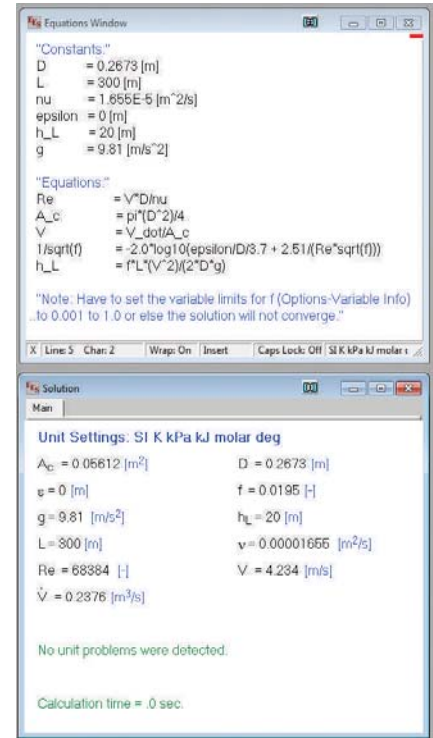 EES Equations Window
"Constants:"
D = 0.2673 [m]
L = 300 [m]
nu = 1.655E-5 [m^2/s]
epsilon = 0 [m]
h_L = 20 [m]
g = 9.81 [m/s^2]
"Equations:"
Re = V*D/nu
A_c = pi*(D^2)/4
V = V_dot/A_c
1/sqrt(f) = -2.0*log10(epsilon/D/3.7 + 2.51/(Re*sqrt(f)))
h_L = f*L*(V^2)/(2*D*g)
"Note: Have to set the variable limits for f (Options-Variable Info)
..to 0.001 to 1.0 or else the solution will not converge."
X Line: 5 Char: 2 Wrap: On Insert Caps Lock: Off SI K kPa kJ molar
EES Solution
Main
Unit Settings: SI K kPa kJ molar deg
A_c = 0.05612 [m²] D = 0.2673 [m]
ε = 0 [m] f = 0.0195 [-]
g = 9.81 [m/s²] h_L = 20 [m]
L = 300 [m] ν = 0.00001655 [m²/s]
Re = 68384 [-] V = 4.234 [m/s]
V̇ = 0.2376 [m³/s]
No unit problems were detected.
Calculation time = .0 sec.